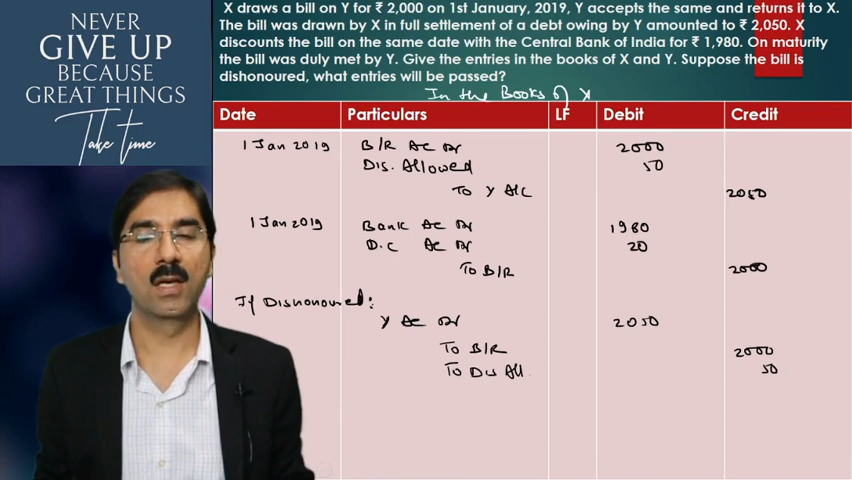 NEVER
GIVE UP
BECAUSE
GREAT THINGS
Take time
X draws a bill on Y for ₹ 2,000 on 1st January, 2019, Y accepts the same and returns it to X.
The bill was drawn by X in full settlement of a debt owing by Y amounted to ₹ 2,050. X
discounts the bill on the same date with the Central Bank of India for ₹ 1,980. On maturity
the bill was duly met by Y. Give the entries in the books of X and Y. Suppose the bill is
dishonoured, what entries will be passed?
In the Books of X
Date Particulars LF Debit Credit
1 Jan 2019 B/R Ac Dr 2000
Dis. Allowed 50
To Y A/C 2050
1 Jan 2019 Bank Ac Dr 1980
D.C Ac Dr 20
To B/R 2000
If Dishonoured:
Y Ac Dr 2050
To B/R 2000
To Dis All. 50